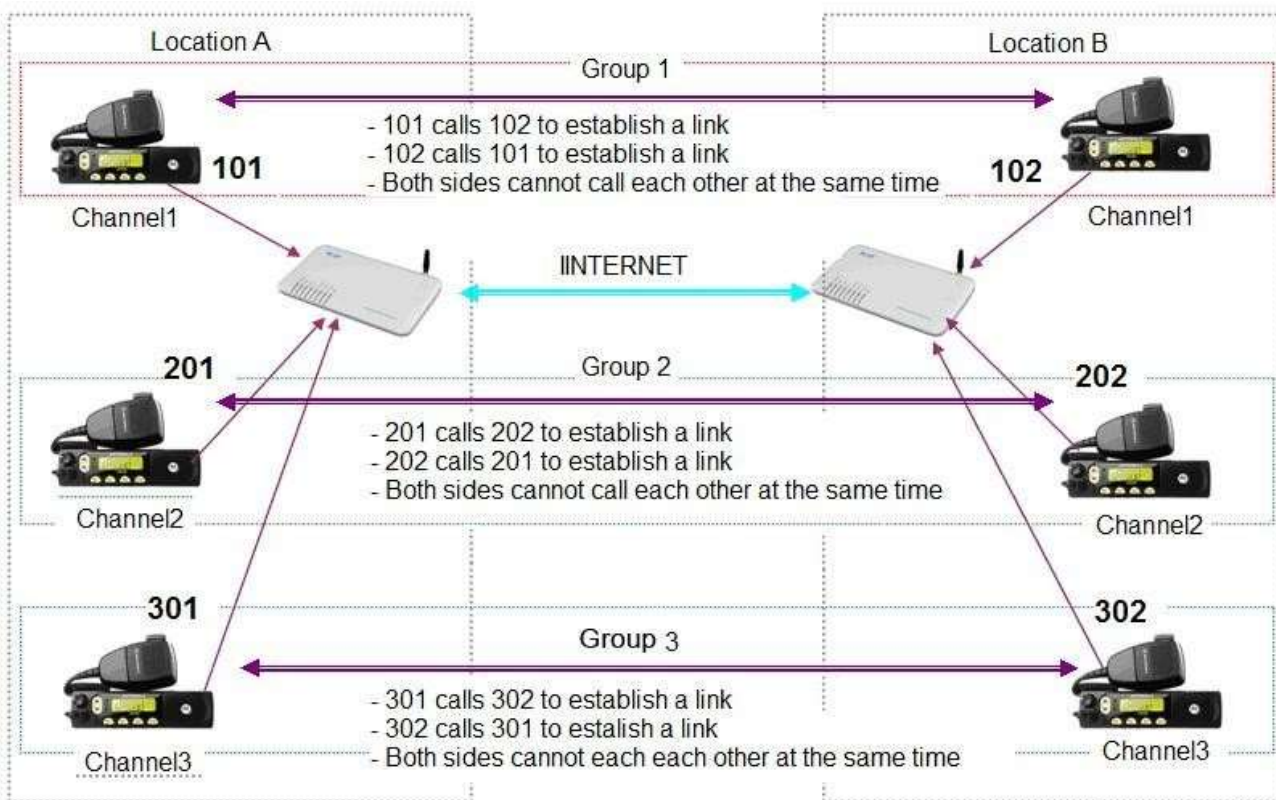 Location A
Location B
Group 1
- 101 calls 102 to establish a link
- 102 calls 101 to establish a link
- Both sides cannot call each other at the same time
101
102
Channel1
Channel1
IINTERNET
201
Group 2
202
- 201 calls 202 to establish a link
- 202 calls 201 to establish a link
- Both sides cannot call each other at the same time
Channel2
Channel2
301
Group 3
302
- 301 calls 302 to establish a link
- 302 calls 301 to estalish a link
- Both sides cannot each each other at the same time
Channel3
Channel3